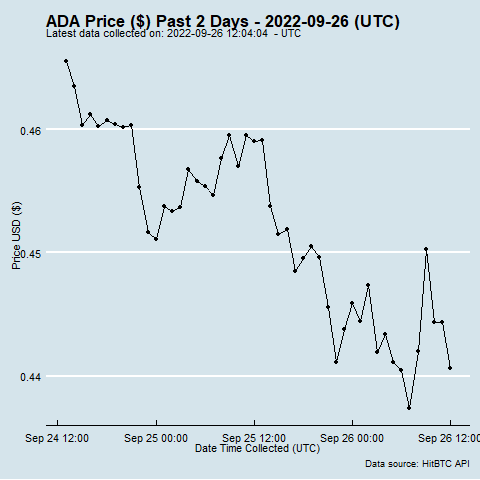 ADA Price ($) Past 2 Days - 2022-09-26 (UTC)
Latest data collected on: 2022-09-26 12:04:04 - UTC
0.46
0.45
0.44
Price USD ($)
Sep 24 12:00
Sep 25 00:00
Sep 25 12:00
Sep 26 00:00
Sep 26 12:00
Date Time Collected (UTC)
Data source: HitBTC API